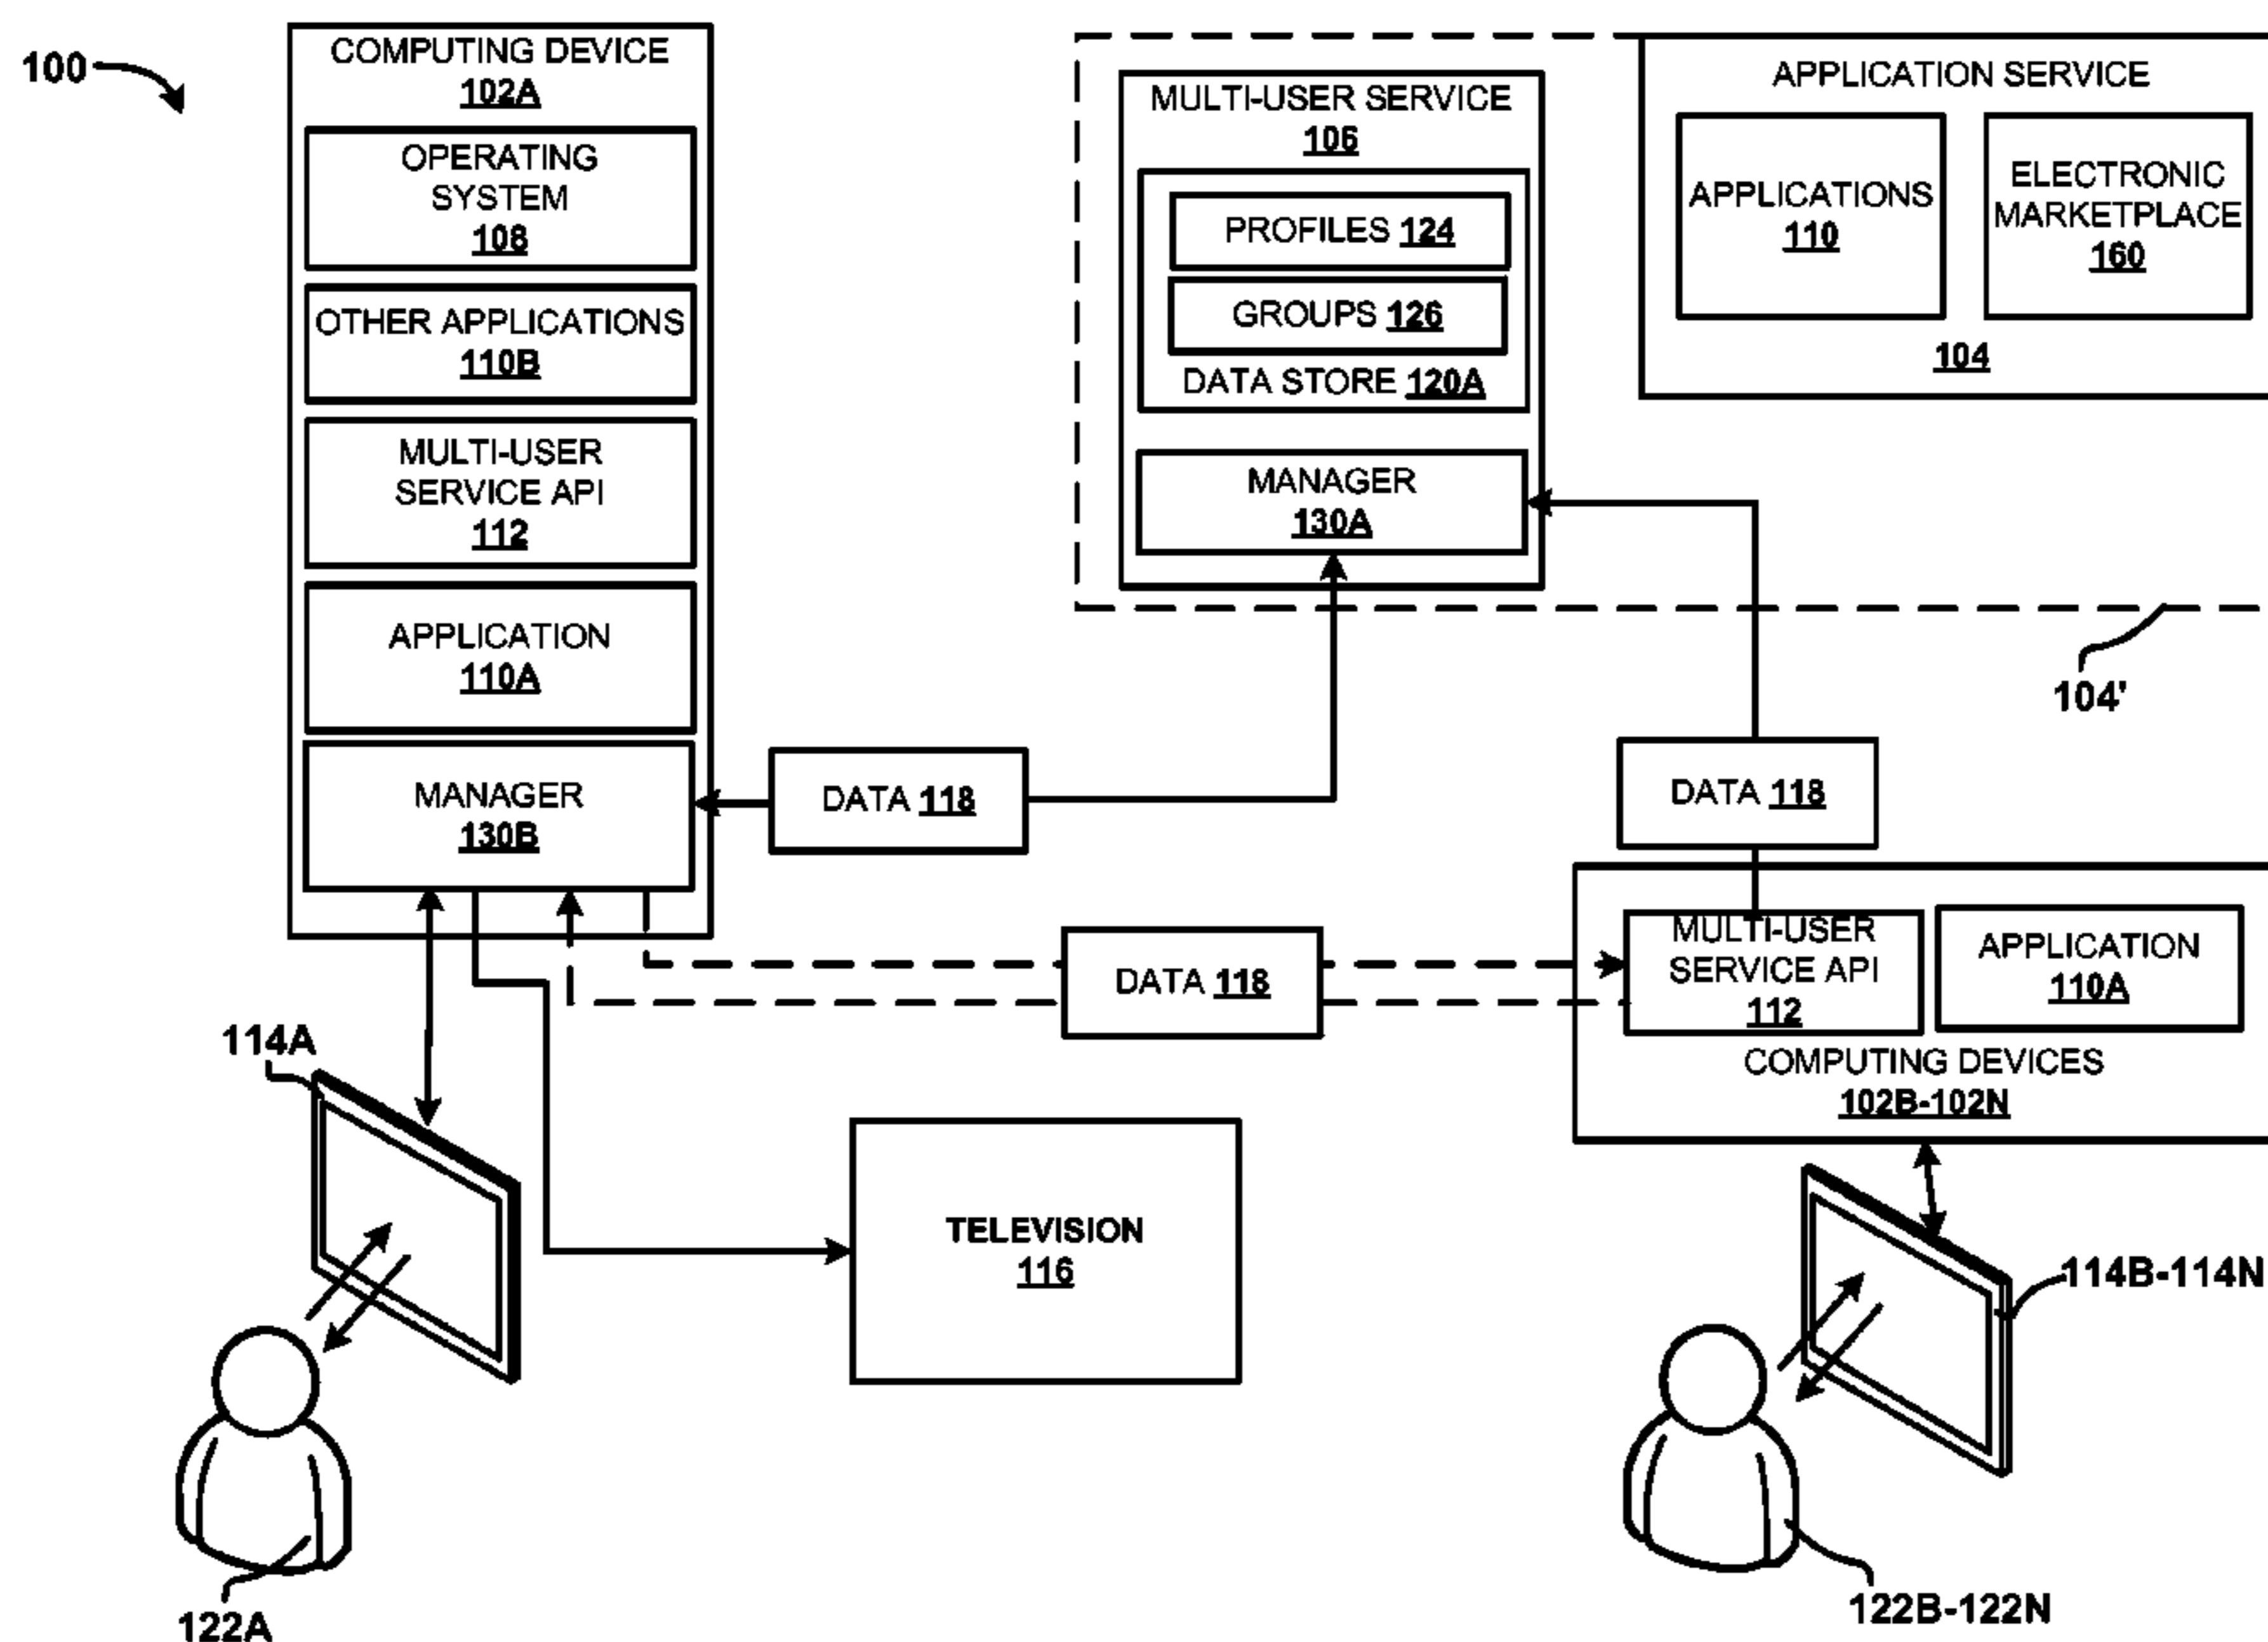 100
COMPUTING DEVICE
102A
OPERATING
SYSTEM
108
OTHER APPLICATIONS
110B
MULTI-USER
SERVICE API
112
APPLICATION
110A
MANAGER
130B
MULTI-USER SERVICE
106
PROFILES 124
GROUPS 126
DATA STORE 120A
MANAGER
130A
APPLICATION SERVICE
APPLICATIONS
110
ELECTRONIC
MARKETPLACE
160
104
104'
DATA 118
DATA 118
DATA 118
MULTI-USER
SERVICE API
112
APPLICATION
110A
COMPUTING DEVICES
102B-102N
114A
TELEVISION
116
114B-114N
122A
122B-122N